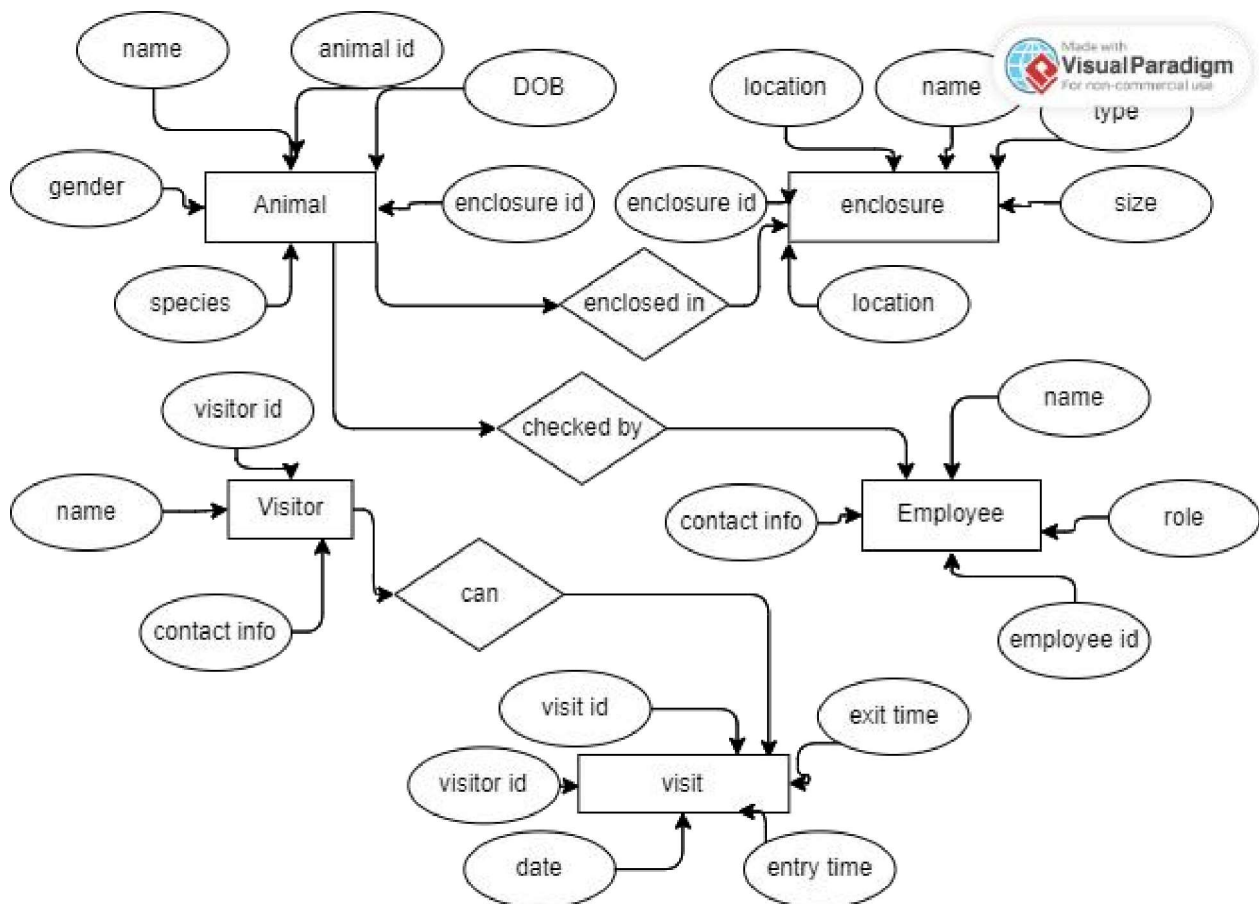 name
animal id
DOB
gender
Animal
enclosure id
species
location
name
Made with
Visual Paradigm
For non-commercial use
type
enclosure id
enclosure
size
enclosed in
location
visitor id
checked by
name
name
Visitor
contact info
Employee
role
contact info
can
employee id
visit id
exit time
visitor id
visit
date
entry time